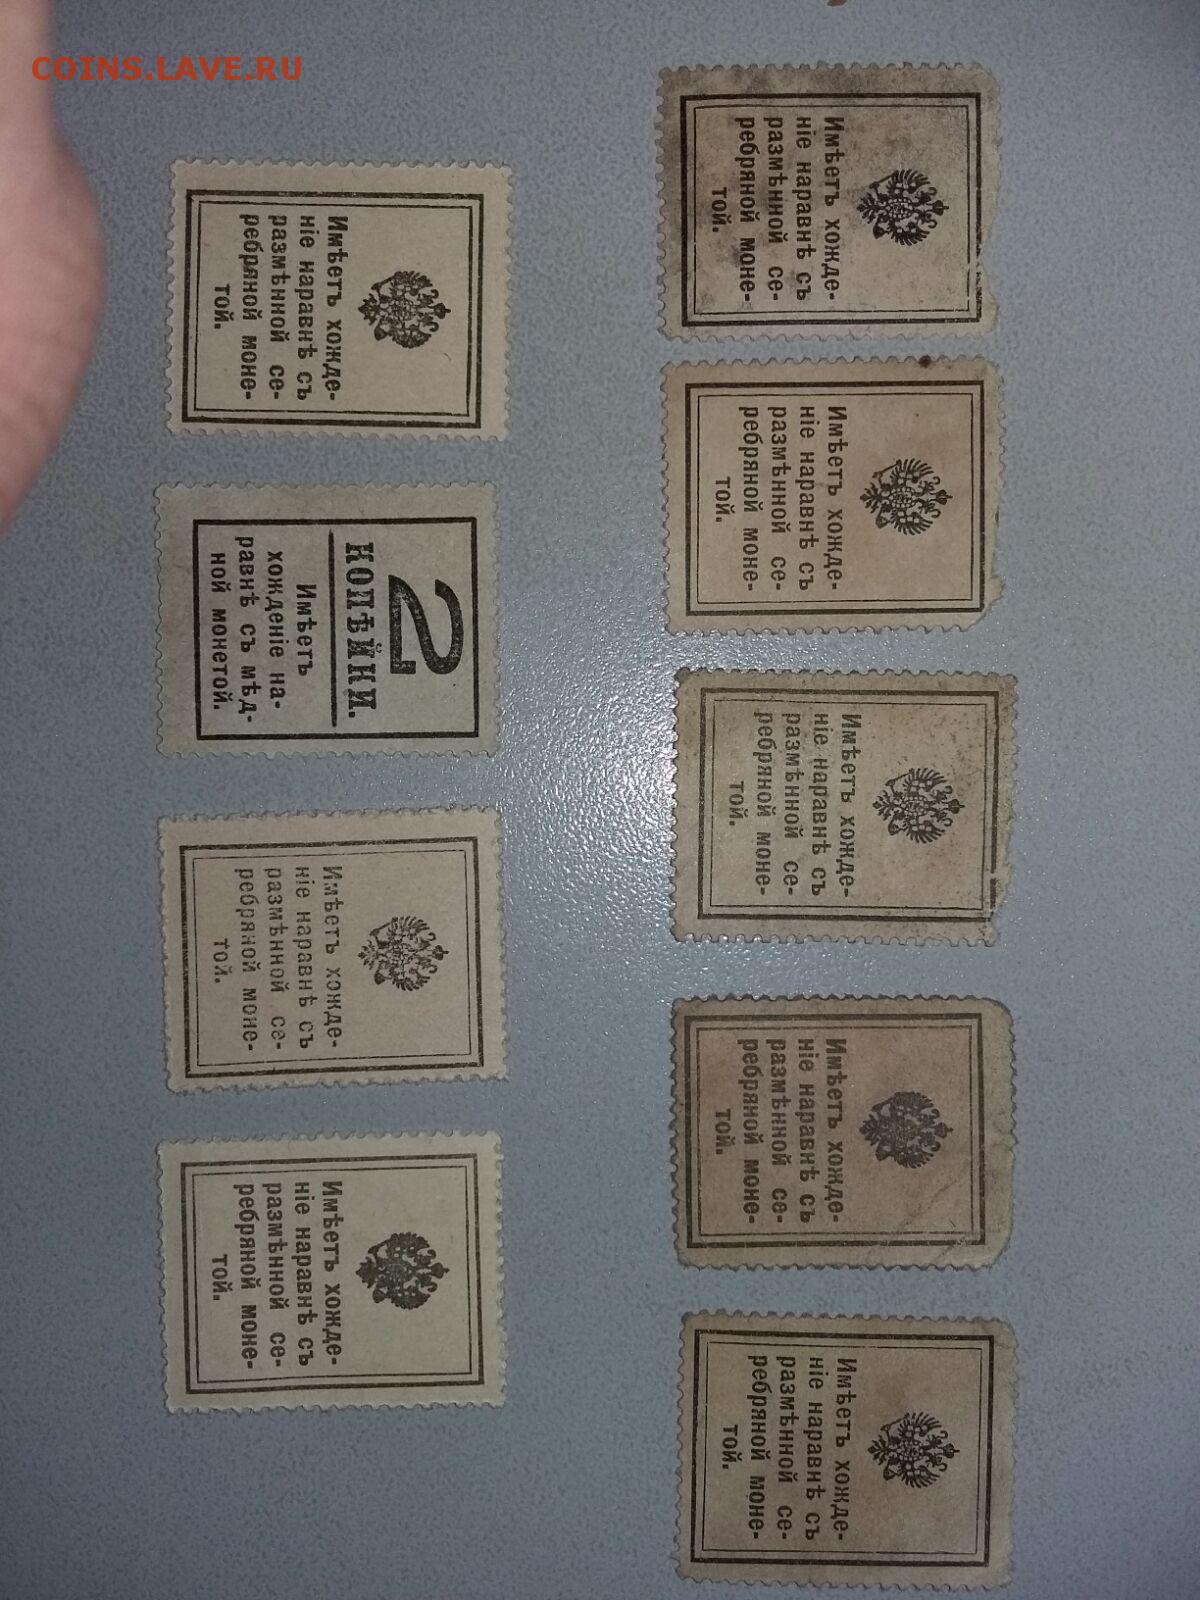 COINS.LAVE.RU
Имѣетъ хожде-
ніе наравнѣ съ
размѣнной се-
ребряной моне-
той.
2
КОПѢЙКИ.
Имѣетъ
хожденіе на-
равнѣ съ мѣд-
ной монетой.
Имѣетъ хожде-
ніе наравнѣ съ
размѣнной се-
ребряной моне-
той.
Имѣетъ хожде-
ніе наравнѣ съ
размѣнной се-
ребряной моне-
той.
Имѣетъ хожде-
ніе наравнѣ съ
размѣнной се-
ребряной моне-
той.
Имѣетъ хожде-
ніе наравнѣ съ
размѣнной се-
ребряной моне-
той.
Имѣетъ хожде-
ніе наравнѣ съ
размѣнной се-
ребряной моне-
той.
Имѣетъ хожде-
ніе наравнѣ съ
размѣнной се-
ребряной моне-
той.
Имѣетъ хожде-
ніе наравнѣ съ
размѣнной се-
ребряной моне-
той.